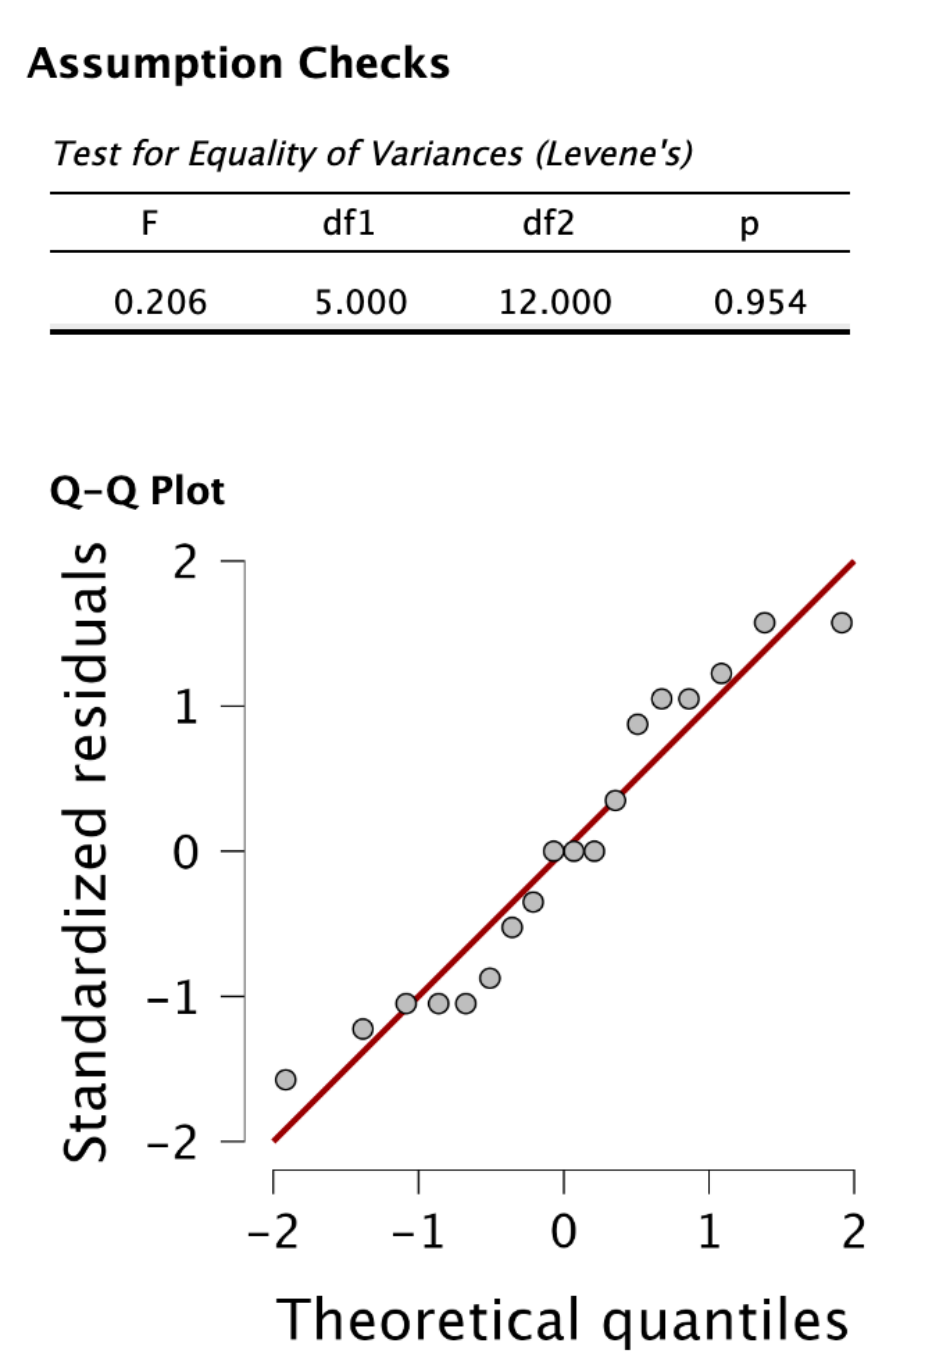 Assumption Checks
Test for Equality of Variances (Levene's)
F df1 df2 p
0.206 5.000 12.000 0.954
Q−Q Plot
Standardized residuals
2
1
0
−1
−2
−2 −1 0 1 2
Theoretical quantiles